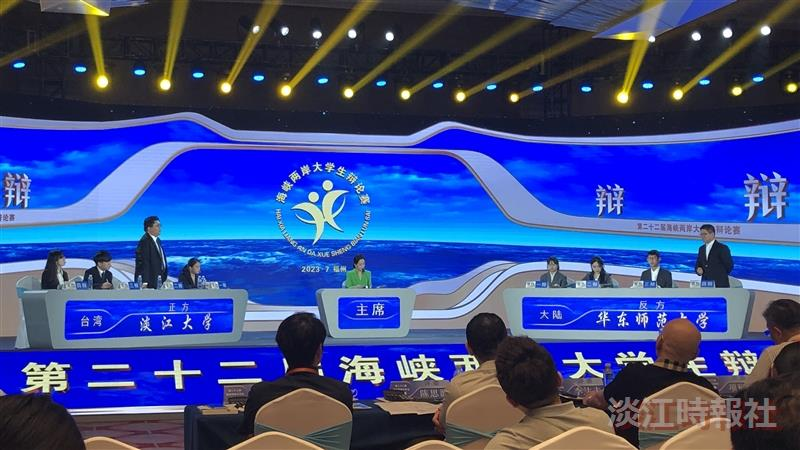 辩
辩
辩
论赛
海峡两岸大学生辩论赛
HAI XIA LIANG AN DA XUE SHENG BIAN LUN SAI
2023·7 福州
第二十二届海峡两岸大
辩论赛
台湾
正方
淡江大学
主席
大陆
反方
华东师范大学
第二十二
海峡两
大学生辩
陈思
淡江時報社